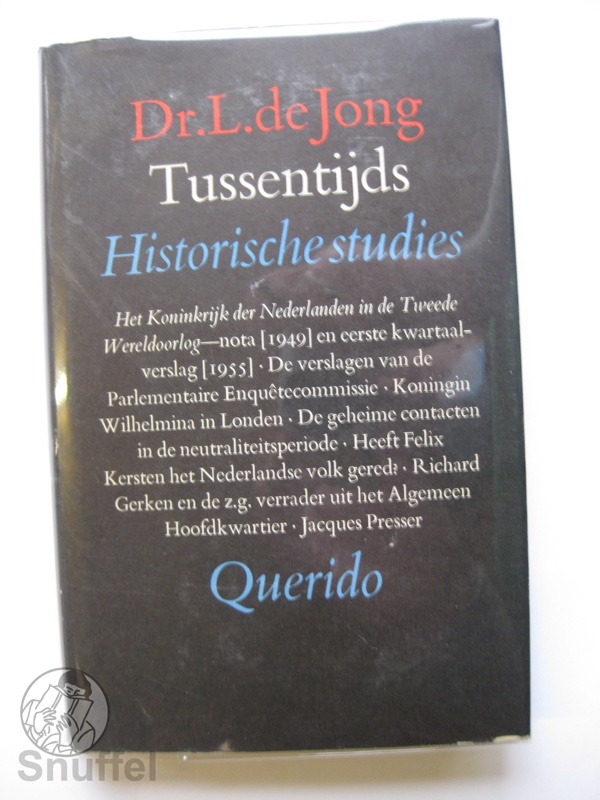 Dr. L. de Jong
Tussentijds
Historische studies
Het Koninkrijk der Nederlanden in de Tweede
Wereldoorlog—nota [1949] en eerste kwartaal-
verslag [1955] · De verslagen van de
Parlementaire Enquêtecommissie · Koningin
Wilhelmina in Londen · De geheime contacten
in de neutraliteitsperiode · Heeft Felix
Kersten het Nederlandse volk gered? · Richard
Gerken en de z.g. verrader uit het Algemeen
Hoofdkwartier · Jacques Presser
Querido
Snuffel